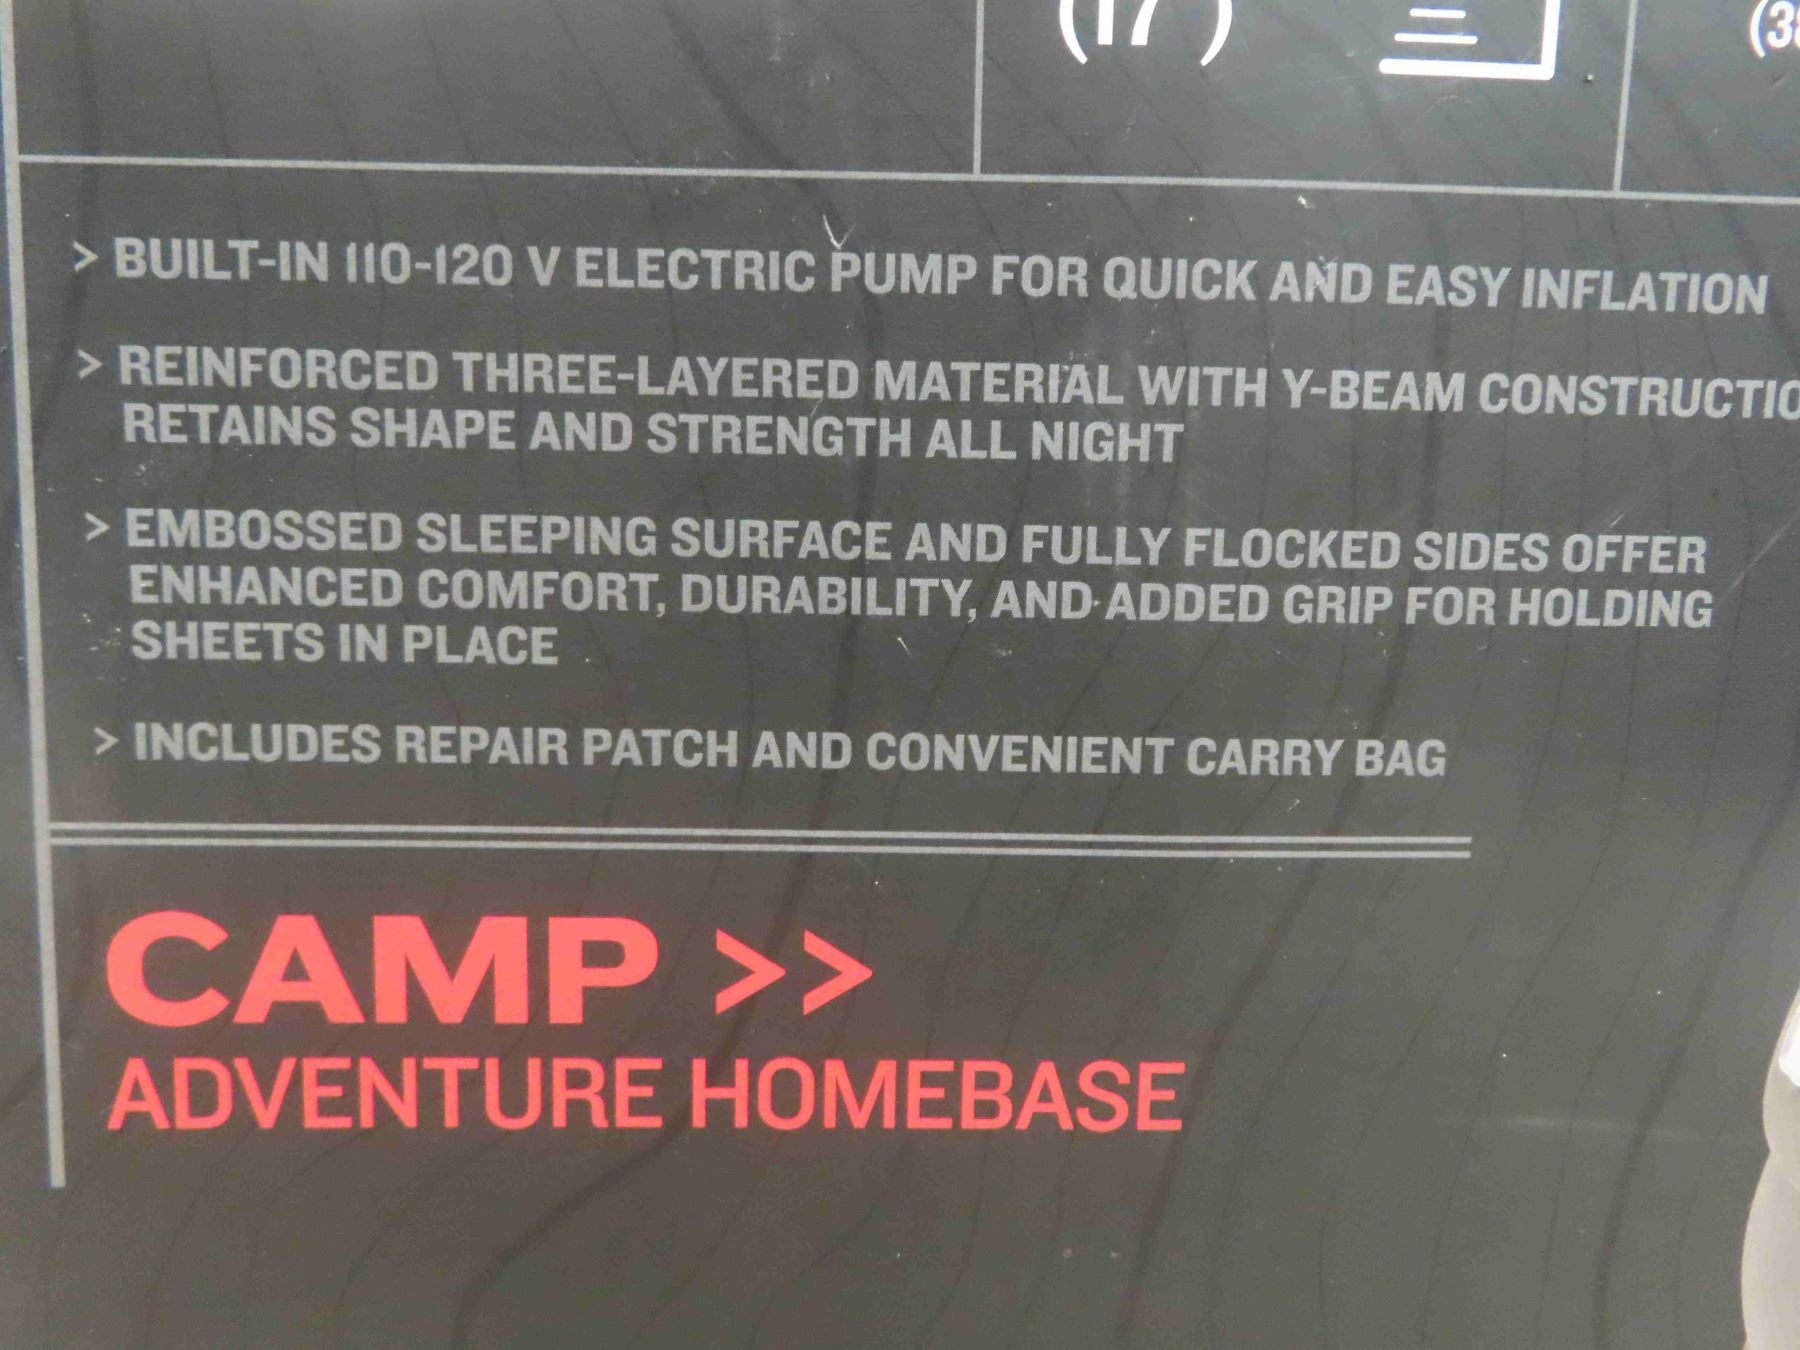 (17")
> BUILT-IN 110-120 V ELECTRIC PUMP FOR QUICK AND EASY INFLATION
> REINFORCED THREE-LAYERED MATERIAL WITH Y-BEAM
RETAINS SHAPE AND STRENGTH ALL NIGHT
> EMBOSSED SLEEPING SURFACE AND FULLY FLOCKED SIDES OFFER
ENHANCED COMFORT, DURABILITY, AND ADDED GRIP FOR HOLDING
SHEETS IN PLACE
> INCLUDES REPAIR PATCH AND CONVENIENT CARRY BAG
CAMP >>
ADVENTURE HOMEBASE